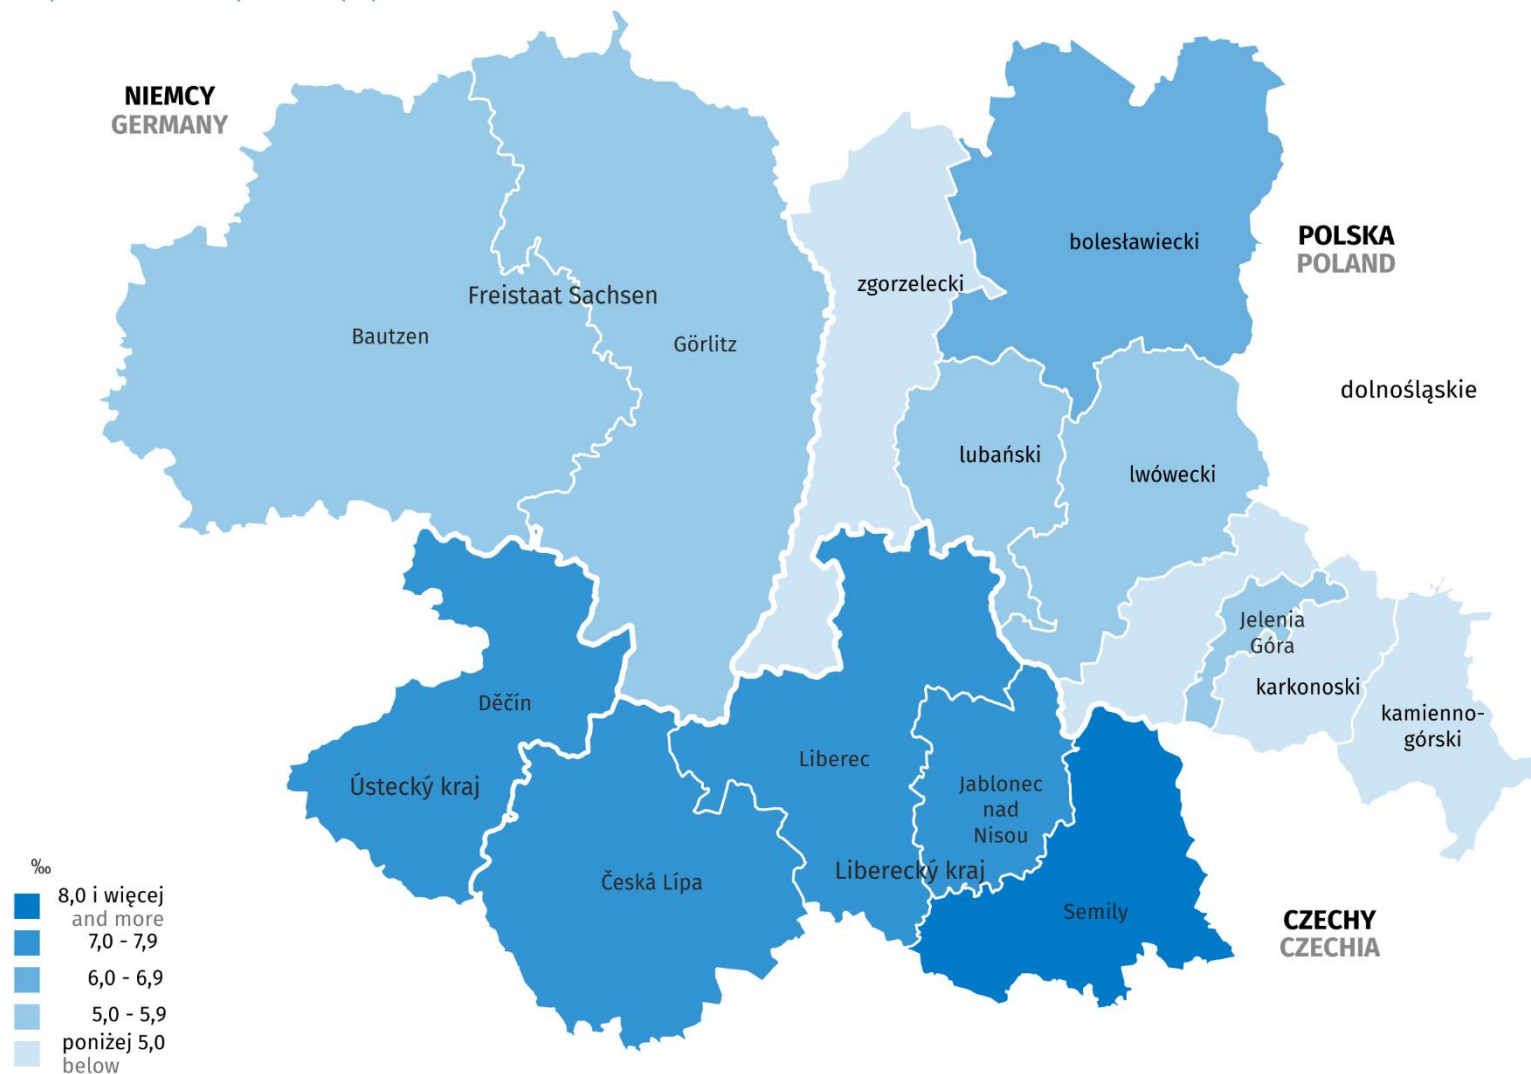 NIEMCY
GERMANY
POLSKA
POLAND
bolesławiecki
zgorzelecki
Freistaat Sachsen
Bautzen
Görlitz
dolnośląskie
lubański
lwówecki
Jelenia
Góra
karkonoski
kamienno-
górski
Děčín
Ústecký kraj
Liberec
Jablonec
nad
Nisou
Liberecký kraj
Česká Lípa
Semily
CZECHY
CZECHIA
‰
8,0 i więcej
and more
7,0 - 7,9
6,0 - 6,9
5,0 - 5,9
poniżej 5,0
below